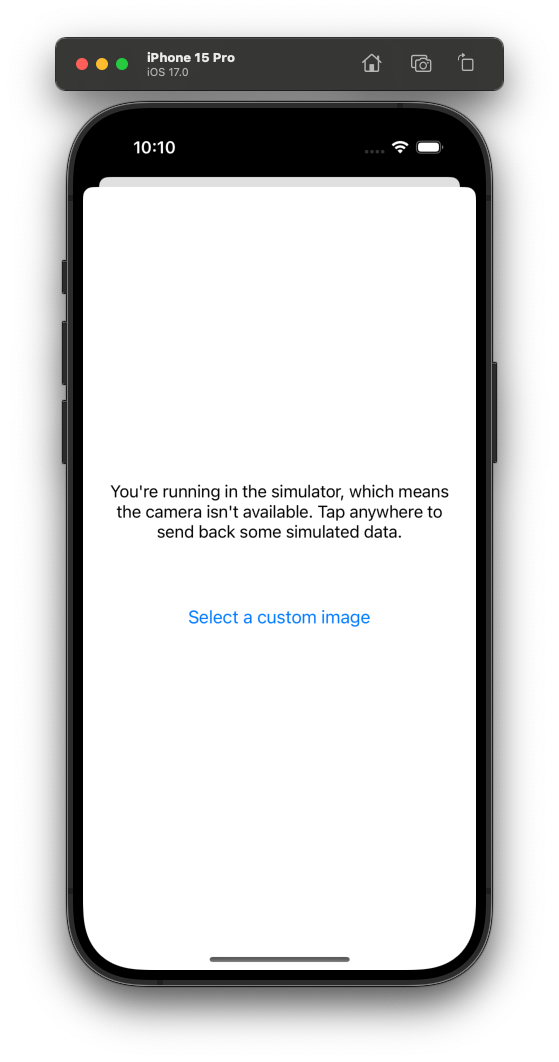 iPhone 15 Pro
iOS 17.0
10:10
You're running in the simulator, which means
the camera isn't available. Tap anywhere to
send back some simulated data.
Select a custom image